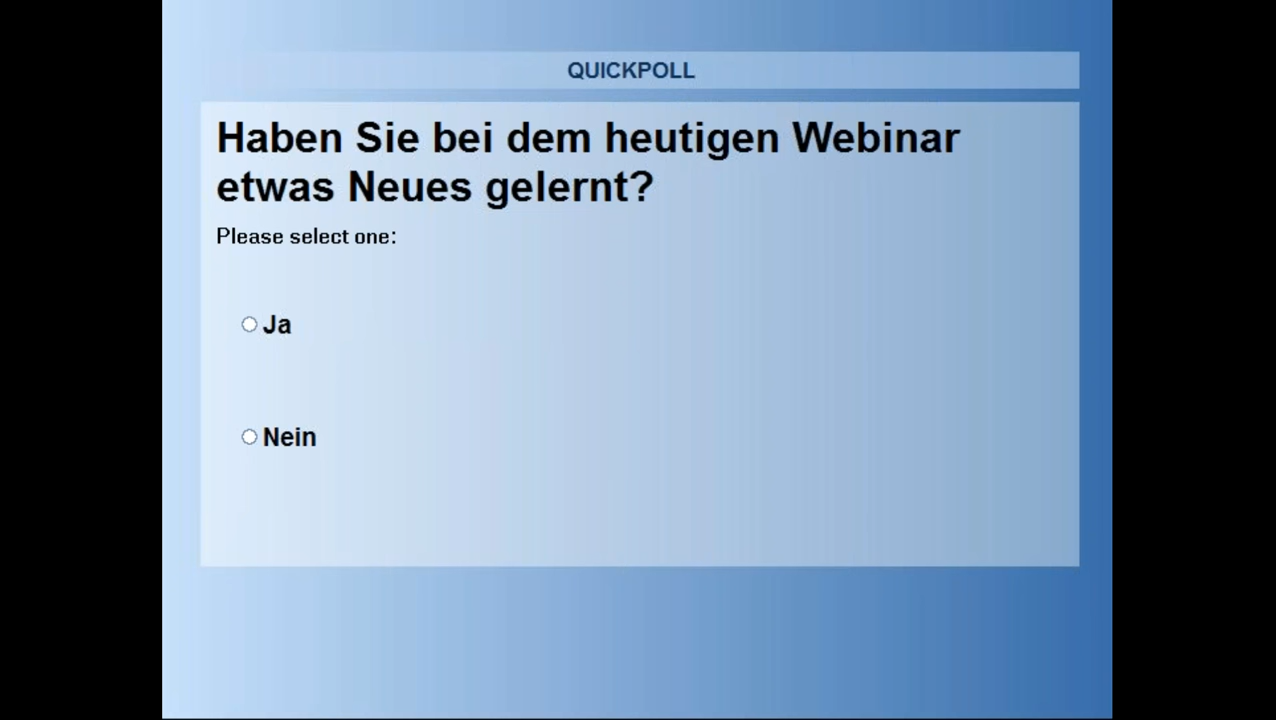 QUICKPOLL
Haben Sie bei dem heutigen Webinar
etwas Neues gelernt?
Please select one:
Ja
Nein